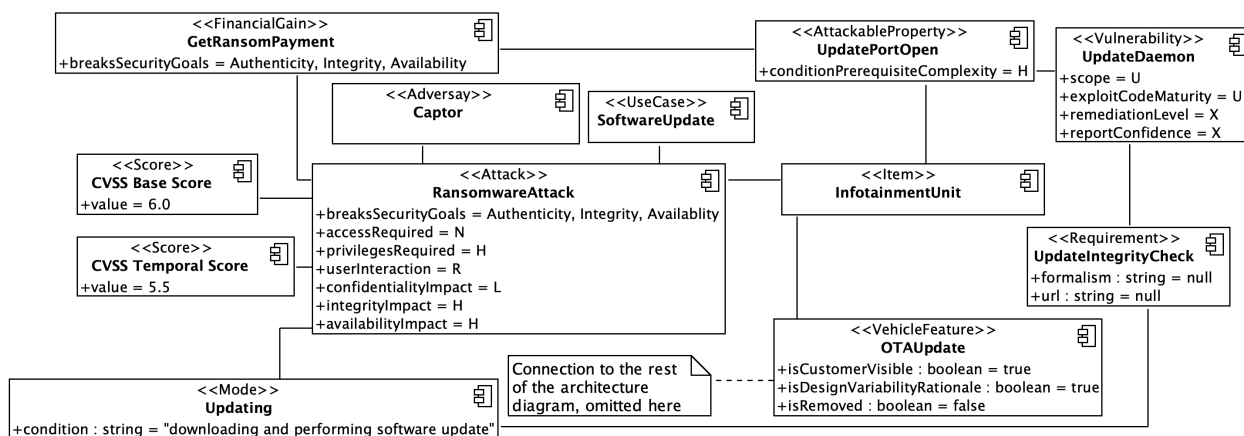 <<FinancialGain>>
GetRansomPayment
+breaksSecurityGoals = Authenticity, Integrity, Availability
<<AttackableProperty>>
UpdatePortOpen
+conditionPrerequisiteComplexity = H
<<Vulnerability>>
UpdateDaemon
+scope = U
+exploitCodeMaturity = U
+remediationLevel = X
+reportConfidence = X
<<Adversay>>
Captor
<<UseCase>>
SoftwareUpdate
<<Score>>
CVSS Base Score
+value = 6.0
<<Attack>>
RansomwareAttack
+breaksSecurityGoals = Authenticity, Integrity, Availablity
+accessRequired = N
+privilegesRequired = H
+userInteraction = R
+confidentialityImpact = L
+integrityImpact = H
+availabilityImpact = H
<<Item>>
InfotainmentUnit
<<Score>>
CVSS Temporal Score
+value = 5.5
<<Requirement>>
UpdateIntegrityCheck
+formalism : string = null
+url : string = null
<<VehicleFeature>>
OTAUpdate
+isCustomerVisible : boolean = true
+isDesignVariabilityRationale : boolean = true
+isRemoved : boolean = false
Connection to the rest
of the architecture
diagram, omitted here
<<Mode>>
Updating
+condition : string = "downloading and performing software update"